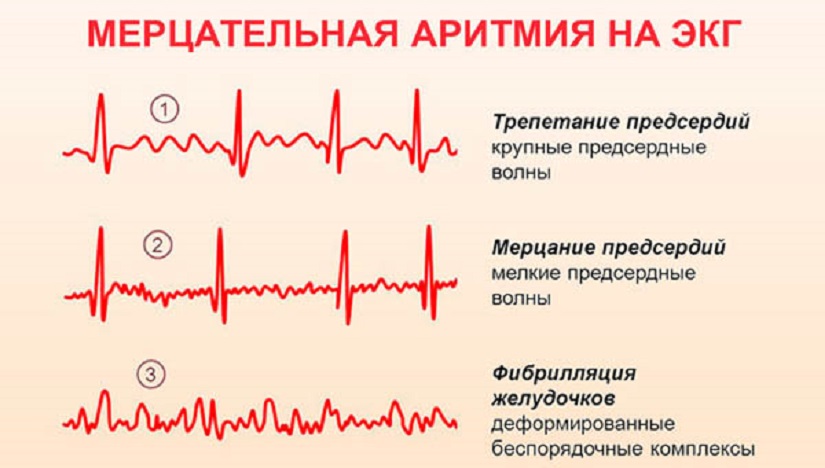 МЕРЦАТЕЛЬНАЯ АРИТМИЯ НА ЭКГ
1
Трепетание предсердий
крупные предсердные
волны
2
Мерцание предсердий
мелкие предсердные
волны
3
Фибрилляция
желудочков
деформированные
беспорядочные комплексы